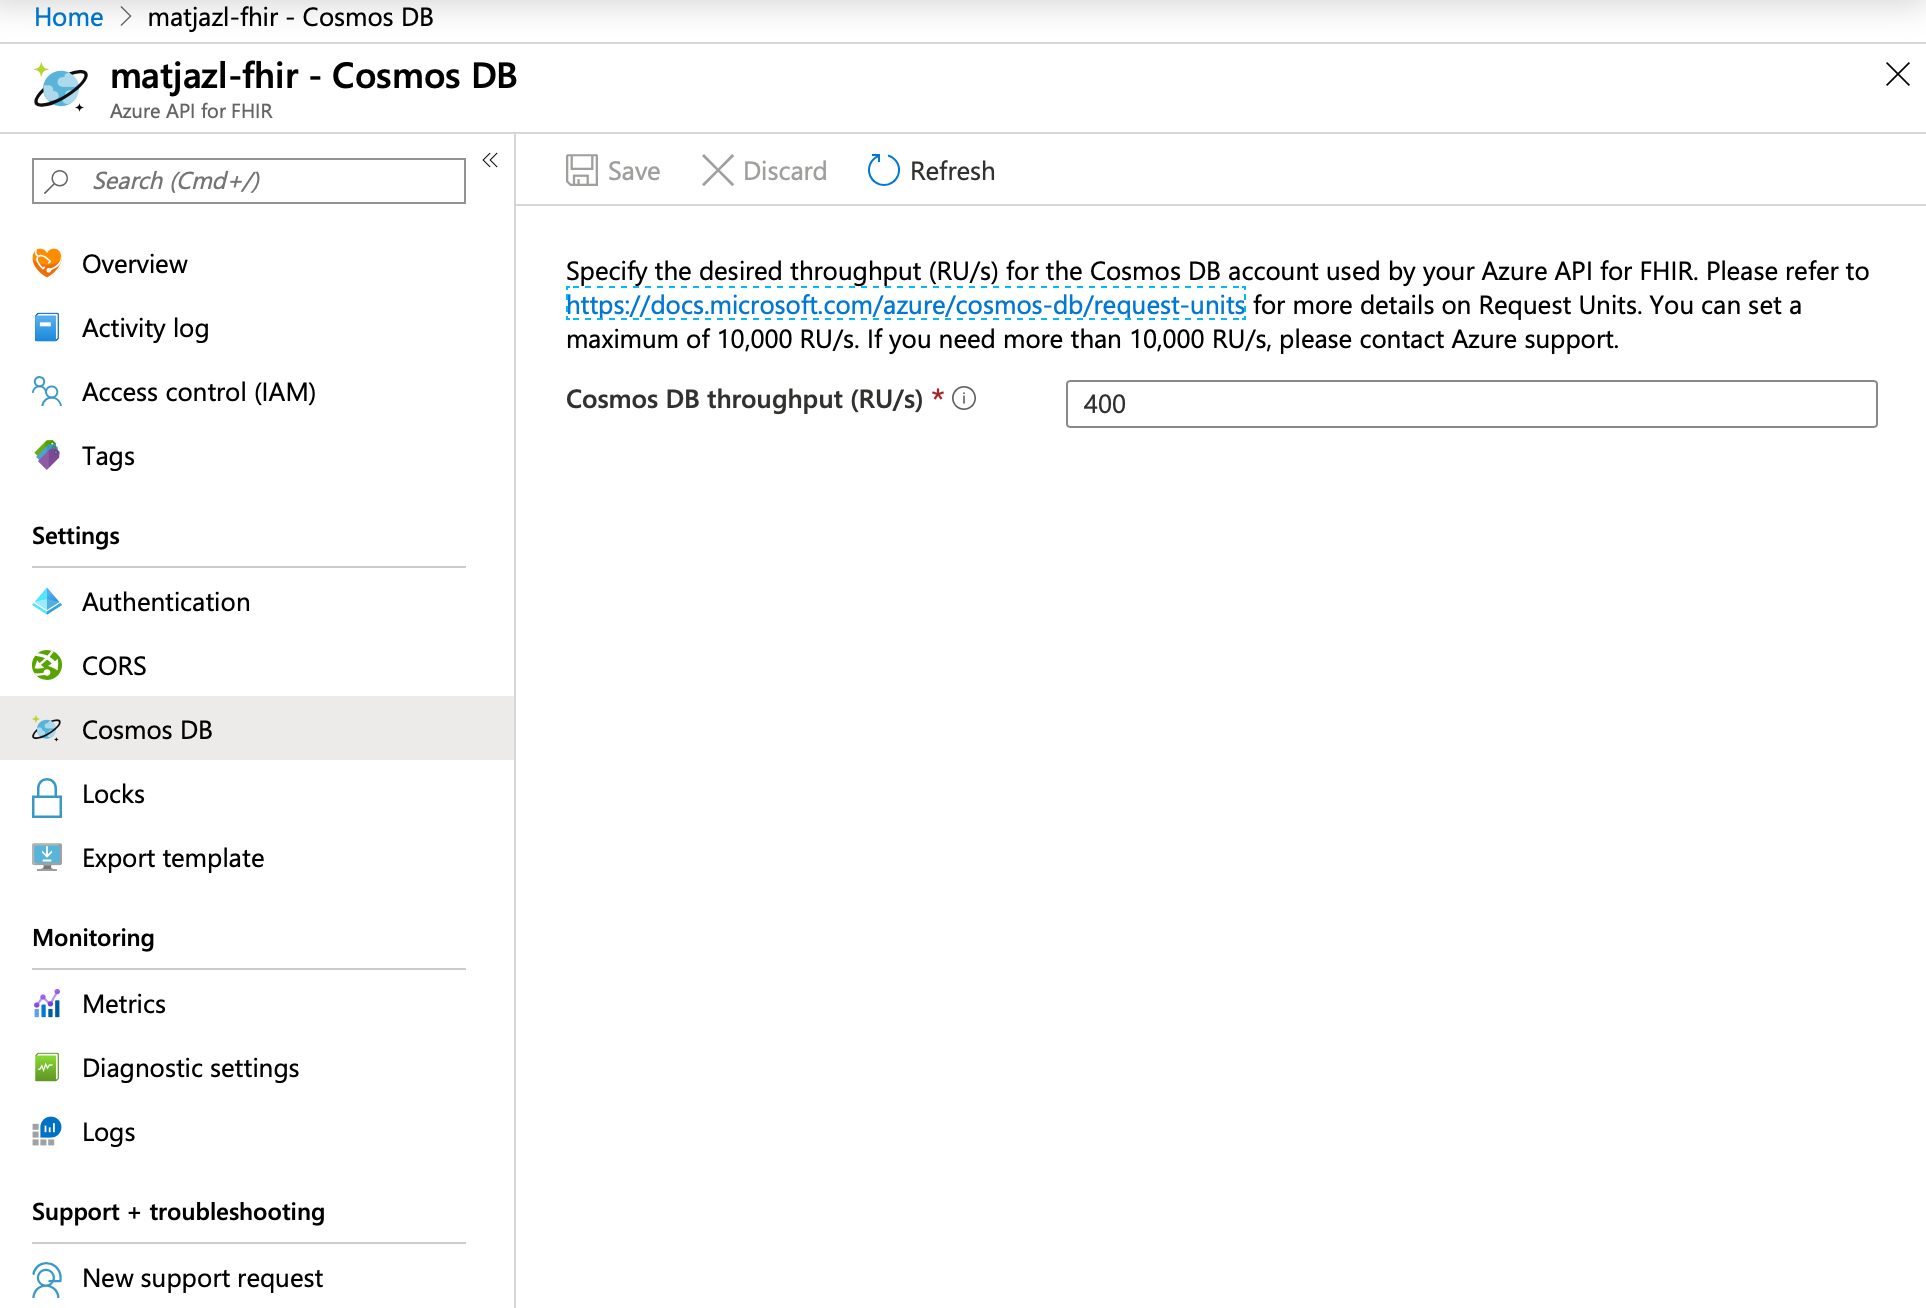 Home > matjazl-fhir - Cosmos DB
matjazl-fhir - Cosmos DB
Azure API for FHIR
Search (Cmd+/)
Overview
Activity log
Access control (IAM)
Tags
Settings
Authentication
CORS
Cosmos DB
Locks
Export template
Monitoring
Metrics
Diagnostic settings
Logs
Support + troubleshooting
New support request
Save Discard Refresh
Specify the desired throughput (RU/s) for the Cosmos DB account used by your Azure API for FHIR. Please refer to
https://docs.microsoft.com/azure/cosmos-db/request-units for more details on Request Units. You can set a
maximum of 10,000 RU/s. If you need more than 10,000 RU/s, please contact Azure support.
Cosmos DB throughput (RU/s) * 400